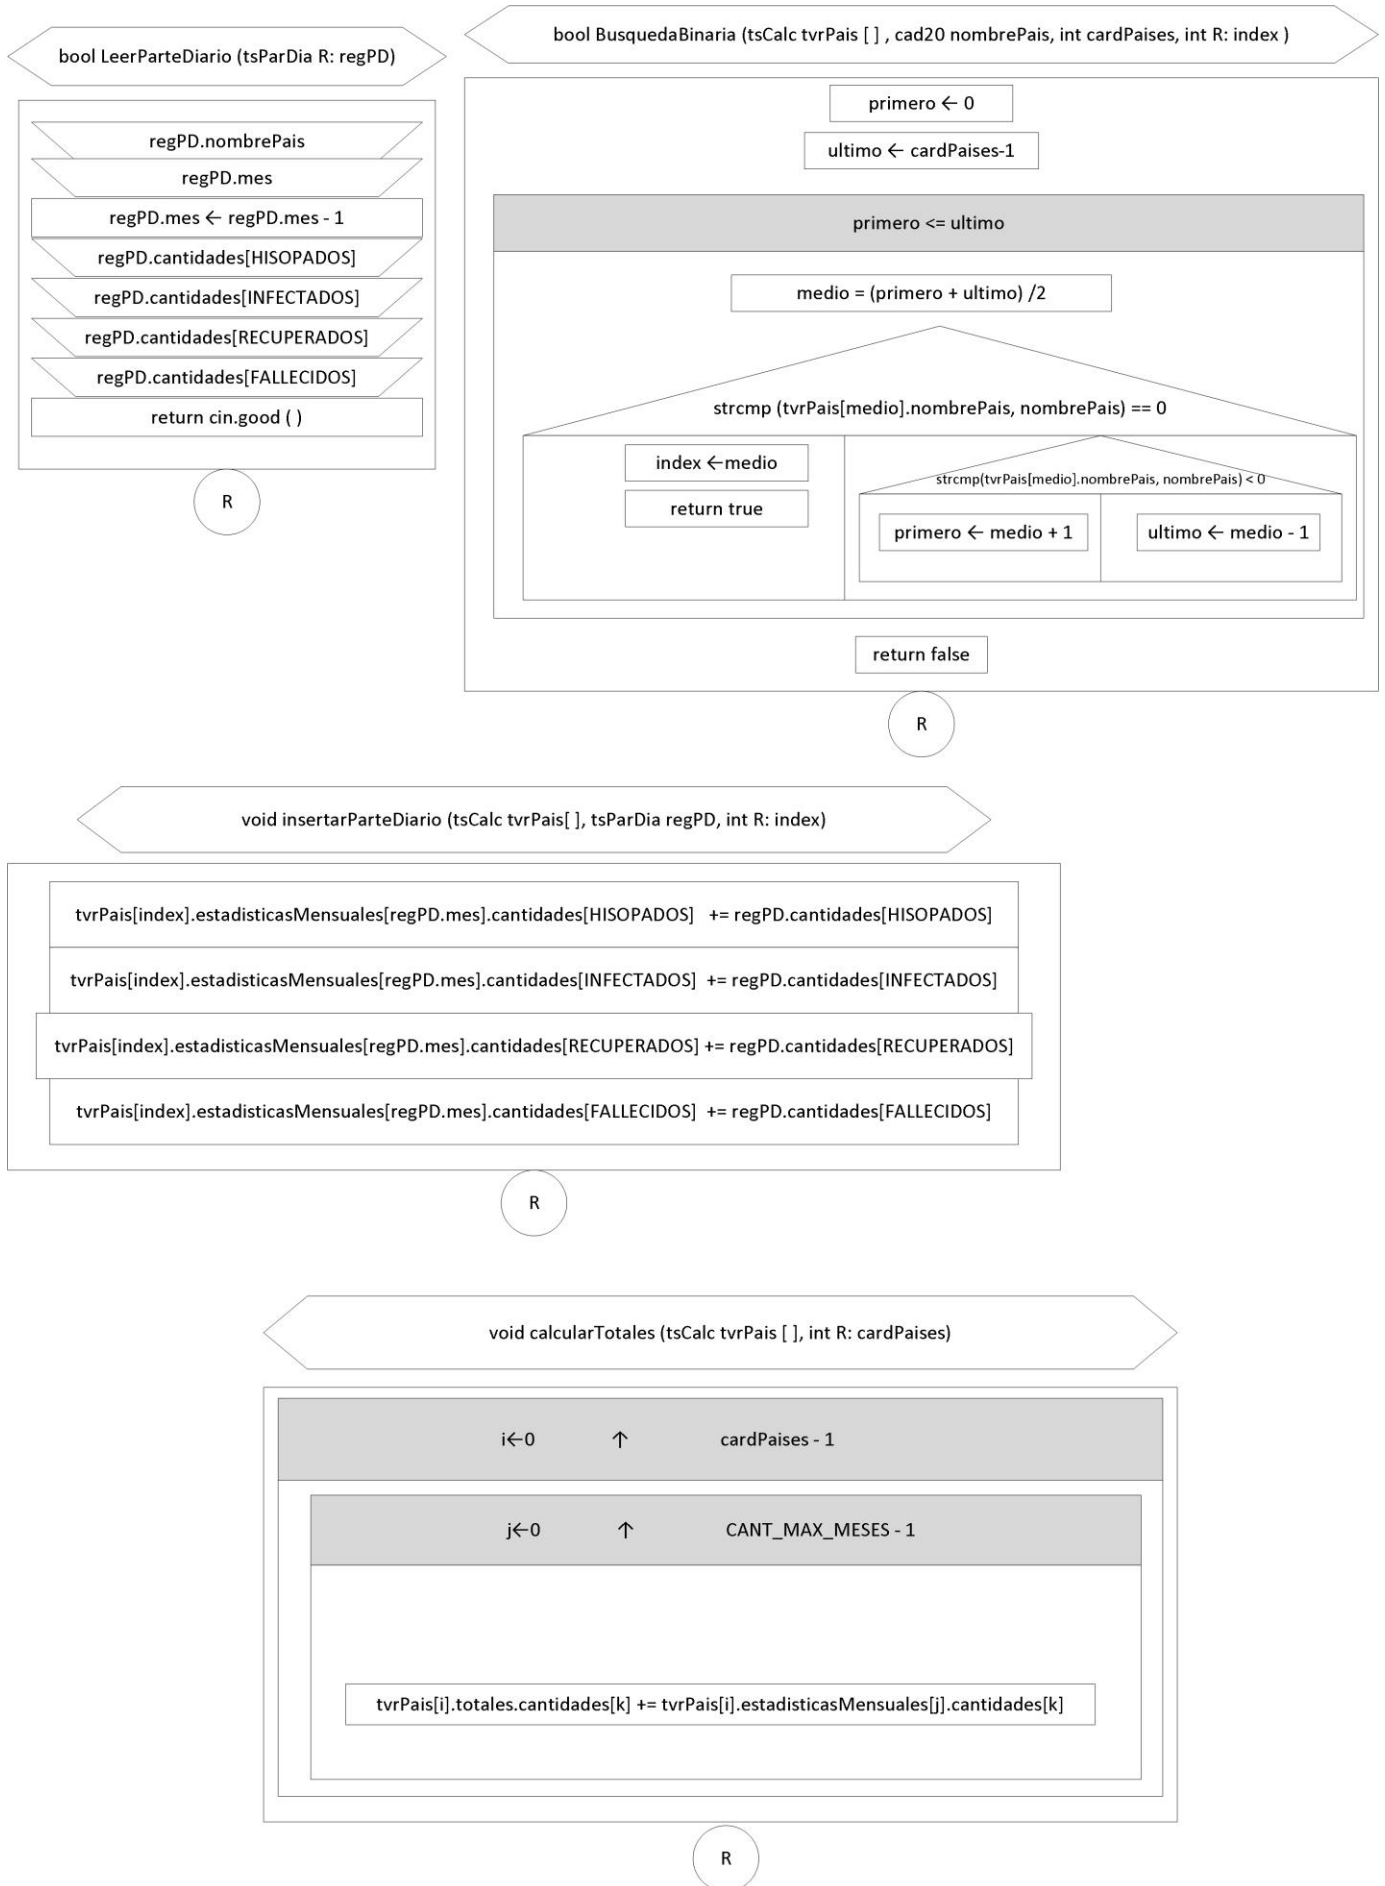 bool LeerParteDiario (tsParDia R: regPD)
regPD.nombrePais
regPD.mes
regPD.mes ← regPD.mes - 1
regPD.cantidades[HISOPADOS]
regPD.cantidades[INFECTADOS]
regPD.cantidades[RECUPERADOS]
regPD.cantidades[FALLECIDOS]
return cin.good ( )
R
bool BusquedaBinaria (tsCalc tvrPais [ ] , cad20 nombrePais, int cardPaises, int R: index )
primero ← 0
ultimo ← cardPaises-1
primero <= ultimo
medio = (primero + ultimo) /2
strcmp (tvrPais[medio].nombrePais, nombrePais) == 0
index ←medio
return true
strcmp(tvrPais[medio].nombrePais, nombrePais) < 0
primero ← medio + 1
ultimo ← medio - 1
return false
R
void insertarParteDiario (tsCalc tvrPais[ ], tsParDia regPD, int R: index)
tvrPais[index].estadisticasMensuales[regPD.mes].cantidades[HISOPADOS] += regPD.cantidades[HISOPADOS]
tvrPais[index].estadisticasMensuales[regPD.mes].cantidades[INFECTADOS] += regPD.cantidades[INFECTADOS]
tvrPais[index].estadisticasMensuales[regPD.mes].cantidades[RECUPERADOS] += regPD.cantidades[RECUPERADOS]
tvrPais[index].estadisticasMensuales[regPD.mes].cantidades[FALLECIDOS] += regPD.cantidades[FALLECIDOS]
R
void calcularTotales (tsCalc tvrPais [ ], int R: cardPaises)
i←0 ↑ cardPaises - 1
j←0 ↑ CANT_MAX_MESES - 1
tvrPais[i].totales.cantidades[k] += tvrPais[i].estadisticasMensuales[j].cantidades[k]
R